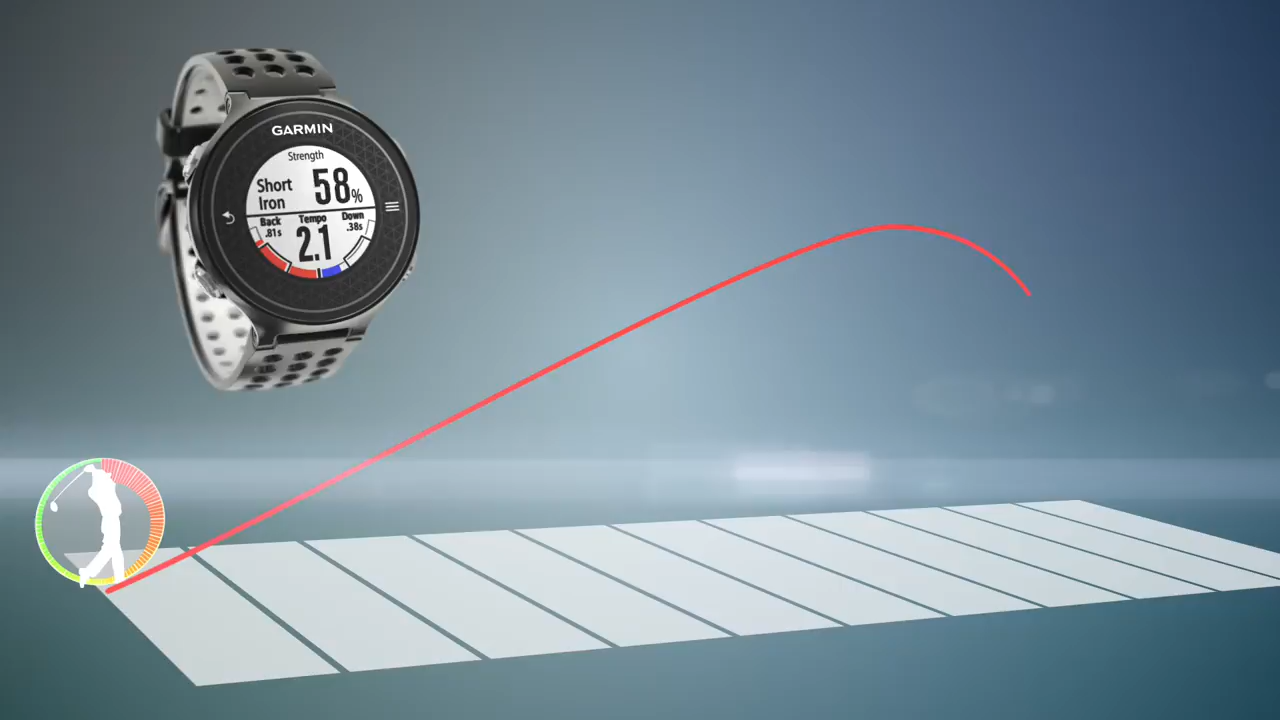 GARMIN
Strength
Short 58%
Iron
Back Tempo Down
.81s 2.1 .38s